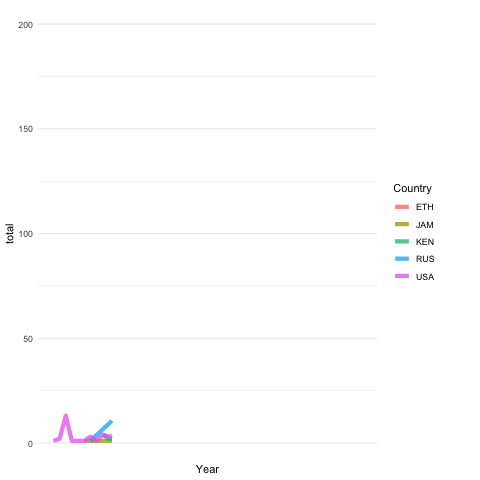 200
150
100
50
0
total
Year
Country
ETH
JAM
KEN
RUS
USA